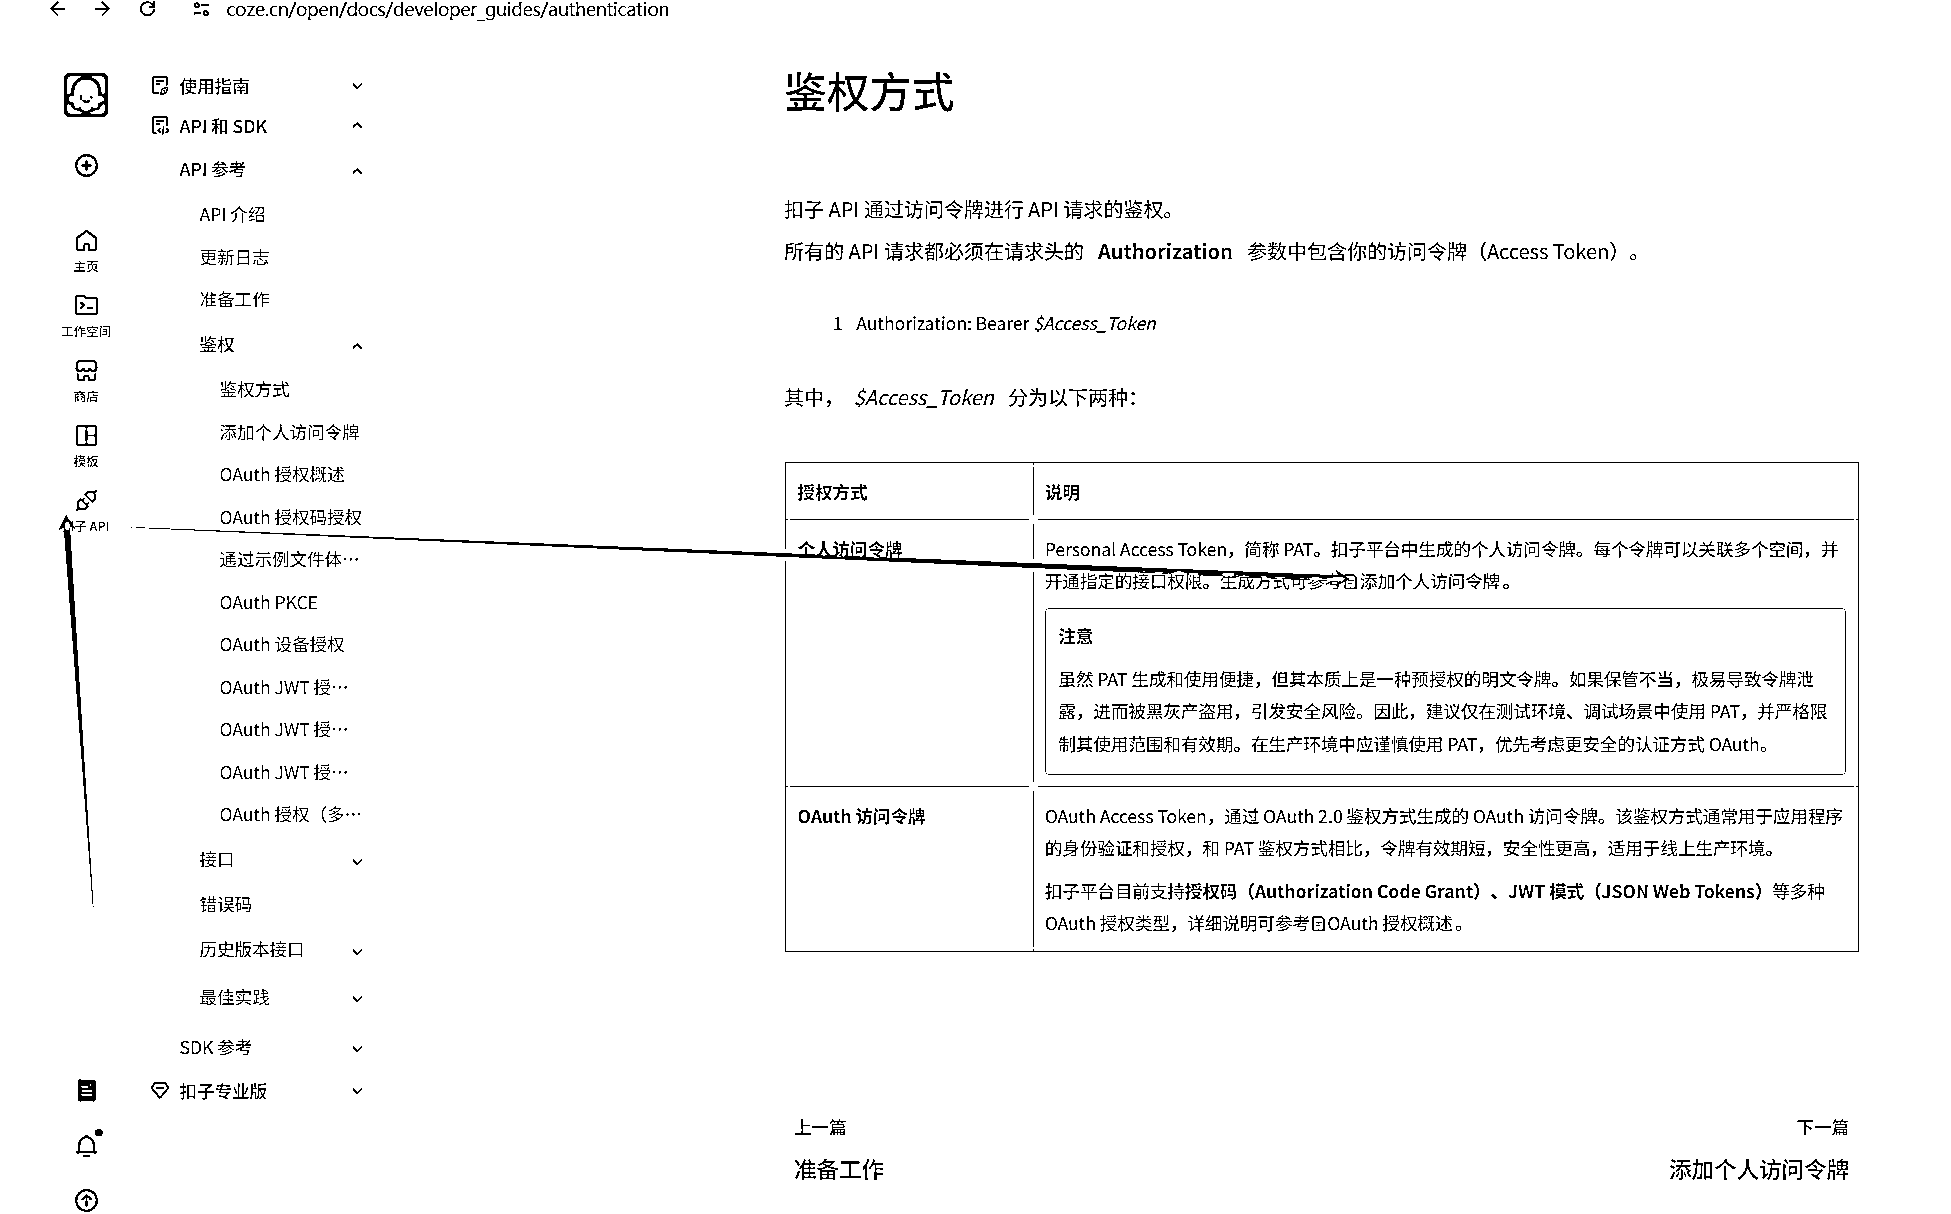 coze.cn/open/docs/developer_guides/authentication
主页
工作空间
商店
模板
子 API
使用指南
API 和 SDK
API 参考
API 介绍
更新日志
准备工作
鉴权
鉴权方式
添加个人访问令牌
OAuth 授权概述
OAuth 授权码授权
通过示例文件体…
OAuth PKCE
OAuth 设备授权
OAuth JWT 授…
OAuth JWT 授…
OAuth JWT 授…
OAuth 授权（多…
接口
错误码
历史版本接口
最佳实践
SDK 参考
扣子专业版
鉴权方式
扣子 API 通过访问令牌进行 API 请求的鉴权。
所有的 API 请求都必须在请求头的 Authorization 参数中包含你的访问令牌（Access Token）。
1 Authorization: Bearer $Access_Token
其中， $Access_Token 分为以下两种：
授权方式 说明
个人访问令牌
Personal Access Token，简称 PAT。扣子平台中生成的个人访问令牌。每个令牌可以关联多个空间，并
开通指定的接口权限。生成方式可参考添加个人访问令牌。
注意
虽然 PAT 生成和使用便捷，但其本质上是一种预授权的明文令牌。如果保管不当，极易导致令牌泄
露，进而被黑灰产盗用，引发安全风险。因此，建议仅在测试环境、调试场景中使用 PAT，并严格限
制其使用范围和有效期。在生产环境中应谨慎使用 PAT，优先考虑更安全的认证方式 OAuth。
OAuth 访问令牌
OAuth Access Token，通过 OAuth 2.0 鉴权方式生成的 OAuth 访问令牌。该鉴权方式通常用于应用程序
的身份验证和授权，和 PAT 鉴权方式相比，令牌有效期短，安全性更高，适用于线上生产环境。
扣子平台目前支持授权码（Authorization Code Grant）、JWT 模式（JSON Web Tokens）等多种
OAuth 授权类型，详细说明可参考OAuth 授权概述。
上一篇
准备工作
下一篇
添加个人访问令牌